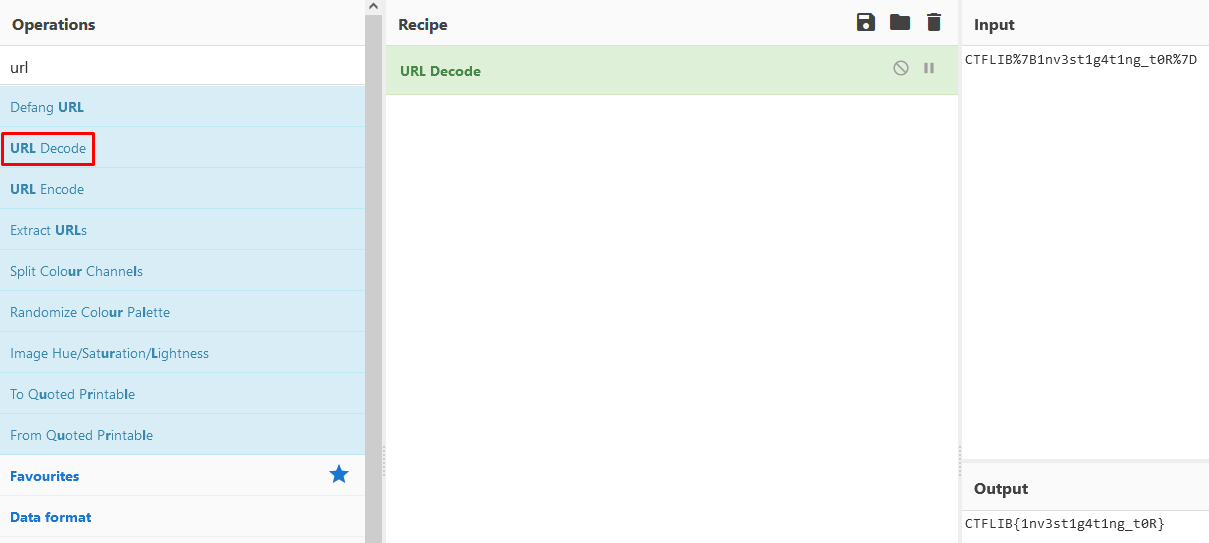 Operations
url
Defang URL
URL Decode
URL Encode
Extract URLs
Split Colour Channels
Randomize Colour Palette
Image Hue/Saturation/Lightness
To Quoted Printable
From Quoted Printable
Favourites
Data format
Recipe
URL Decode
Input
CTFLIB%7B1nv3st1g4t1ng_t0R%7D
Output
CTFLIB{1nv3st1g4t1ng_t0R}